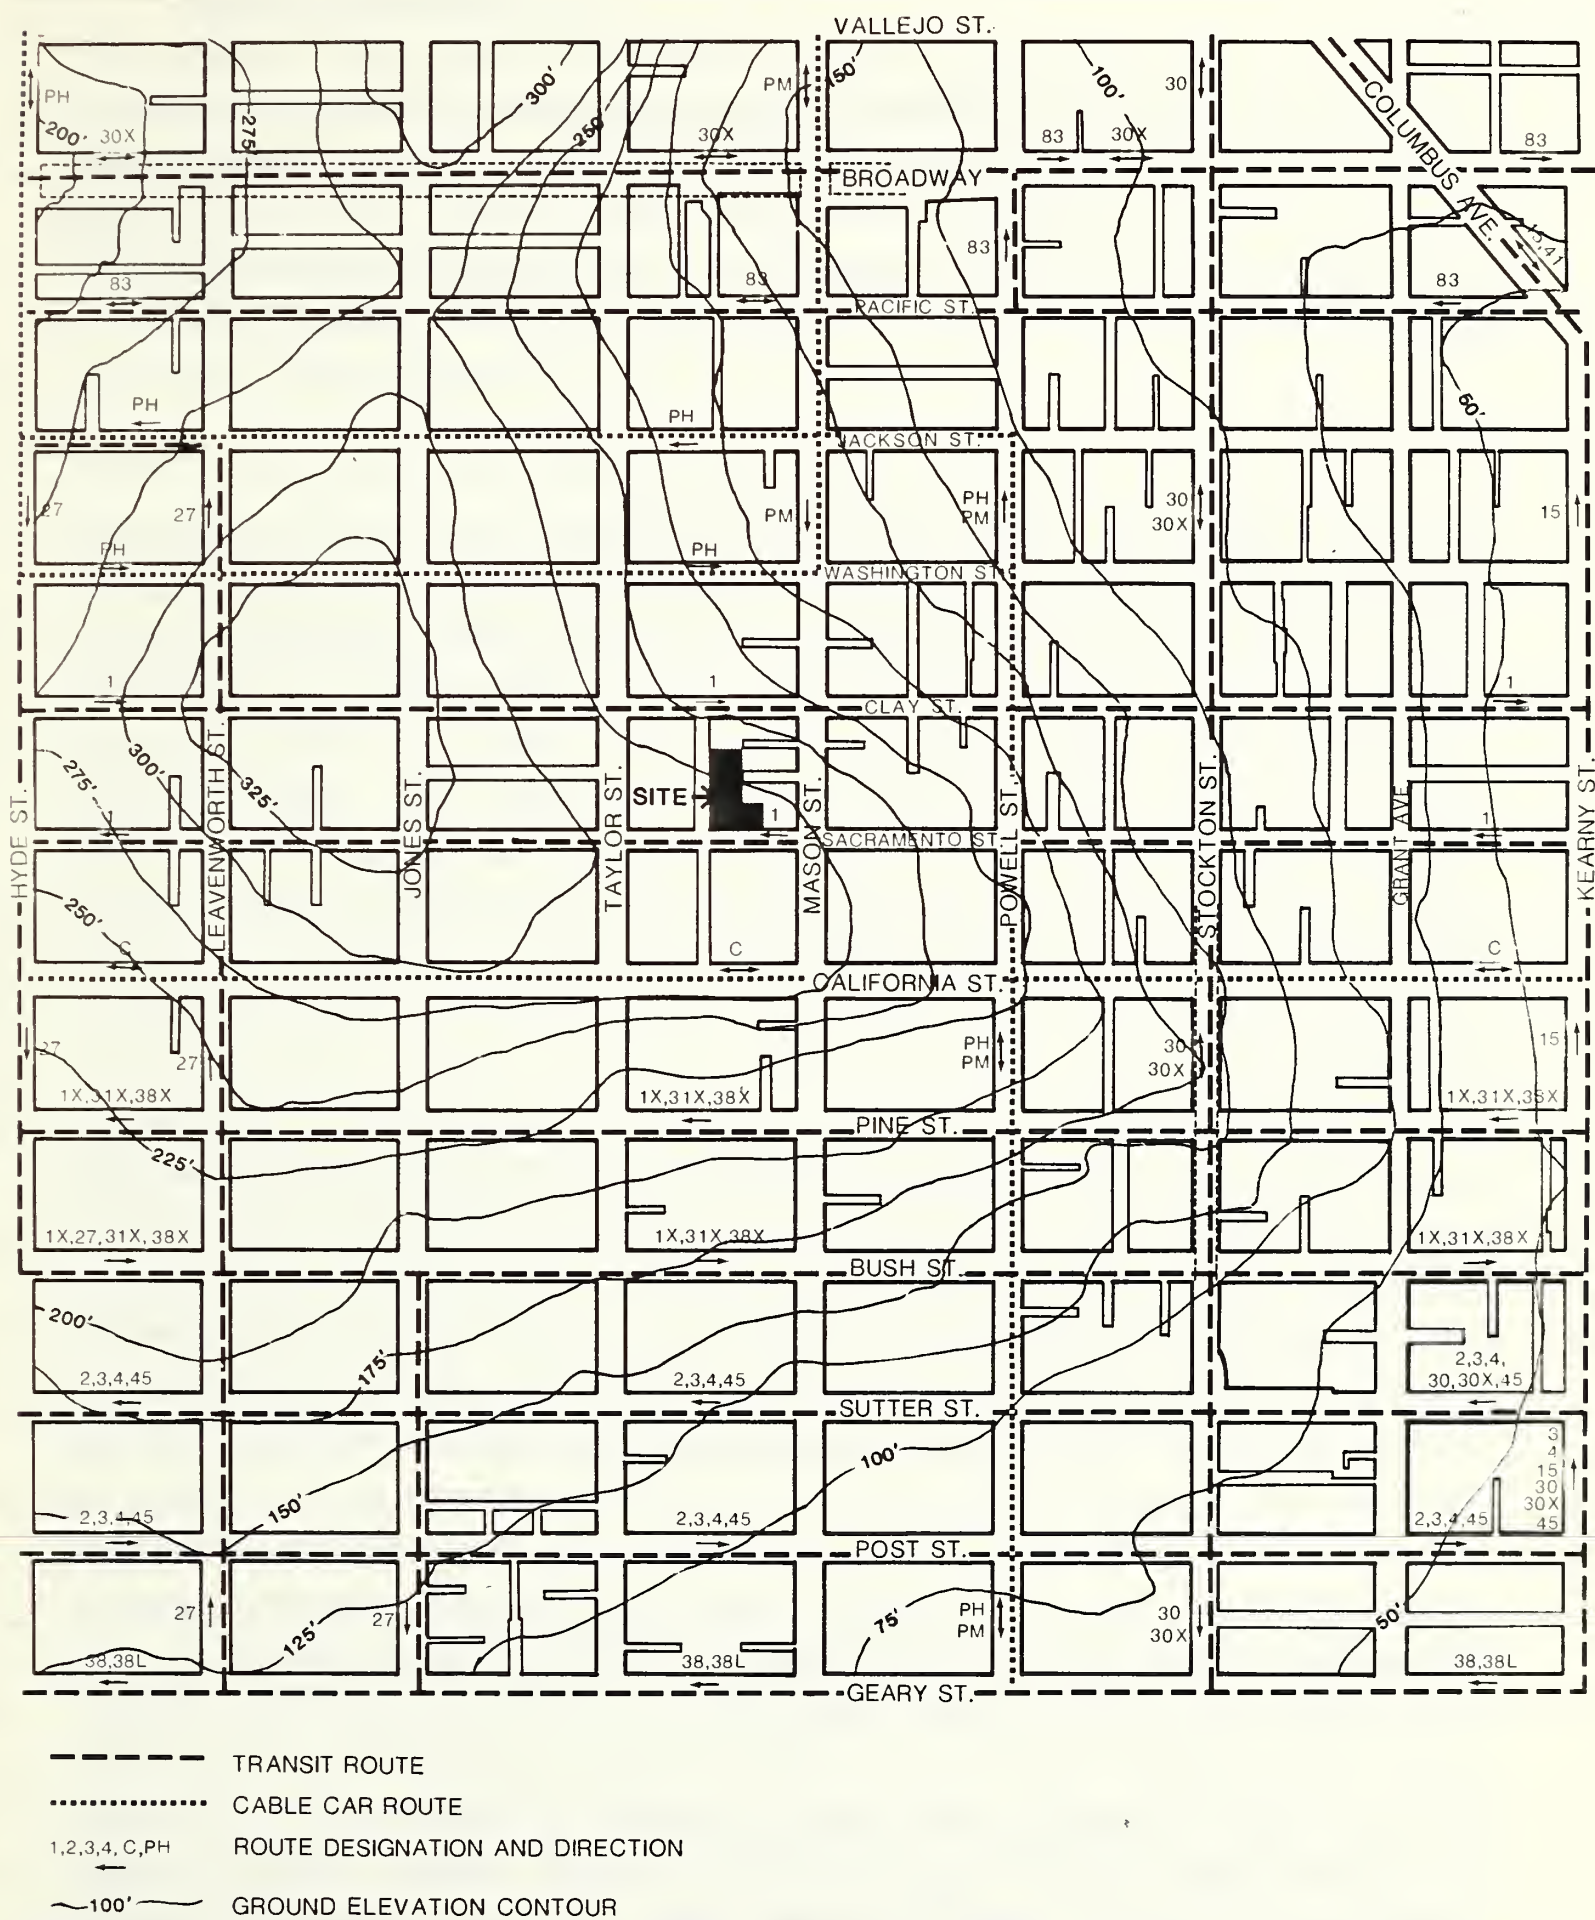 VALLEJO ST.
PH
200'
30X
275'
300'
250'
PM
30X
150'
100'
30
83
30X
COLUMBUS AVE.
83
BROADWAY
83
83
83
15,41
83
PACIFIC ST.
PH
PH
60'
JACKSON ST.
27
27
PH
PM
PH
PH
PM
30
30X
15
WASHINGTON ST.
1
1
1
CLAY ST.
275'
300'
325'
SITE
1
1
1
HYDE ST.
LEAVENWORTH ST.
JONES ST.
TAYLOR ST.
MASON ST.
POWELL ST.
STOCKTON ST.
GRANT AVE
KEARNY ST.
SACRAMENTO ST.
250'
C
C
C
CALIFORNIA ST.
27
27
1X,31X,38X
1X,31X,38X
PH
PM
30
30X
15
1X,31X,38X
PINE ST.
225'
1X,27,31X,38X
1X,31X,38X
1X,31X,38X
BUSH ST.
200'
175'
2,3,4,45
2,3,4,45
2,3,4,
30,30X,45
SUTTER ST.
150'
100'
2,3,4,45
2,3,4,45
2,3,4,45
3
4
15
30
30X
45
POST ST.
27
125'
27
75'
PH
PM
30
30X
50'
38,38L
38,38L
38,38L
GEARY ST.
TRANSIT ROUTE
CABLE CAR ROUTE
1,2,3,4,C,PH
ROUTE DESIGNATION AND DIRECTION
100'
GROUND ELEVATION CONTOUR